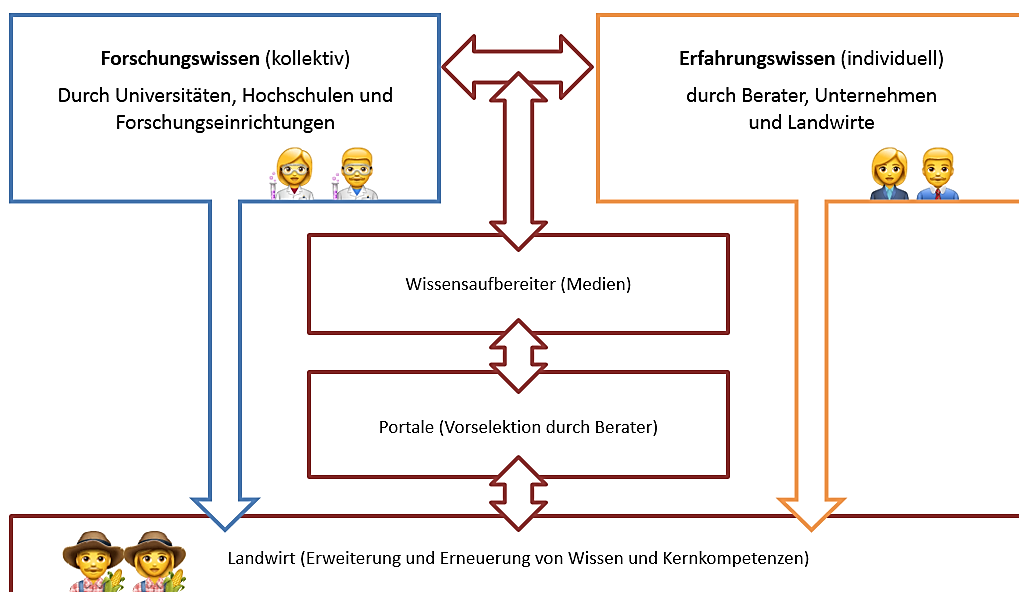 Forschungswissen (kollektiv)
Durch Universitäten, Hochschulen und
Forschungseinrichtungen
Erfahrungswissen (individuell)
durch Berater, Unternehmen
und Landwirte
Wissensaufbereiter (Medien)
Portale (Vorselektion durch Berater)
Landwirt (Erweiterung und Erneuerung von Wissen und Kernkompetenzen)